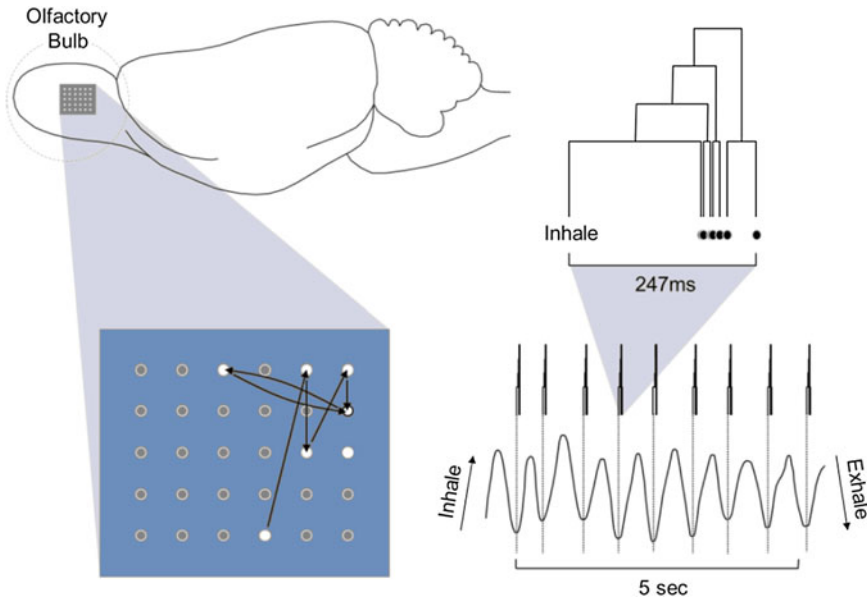 Olfactory
Bulb
Inhale
247ms
Inhale
Exhale
5 sec